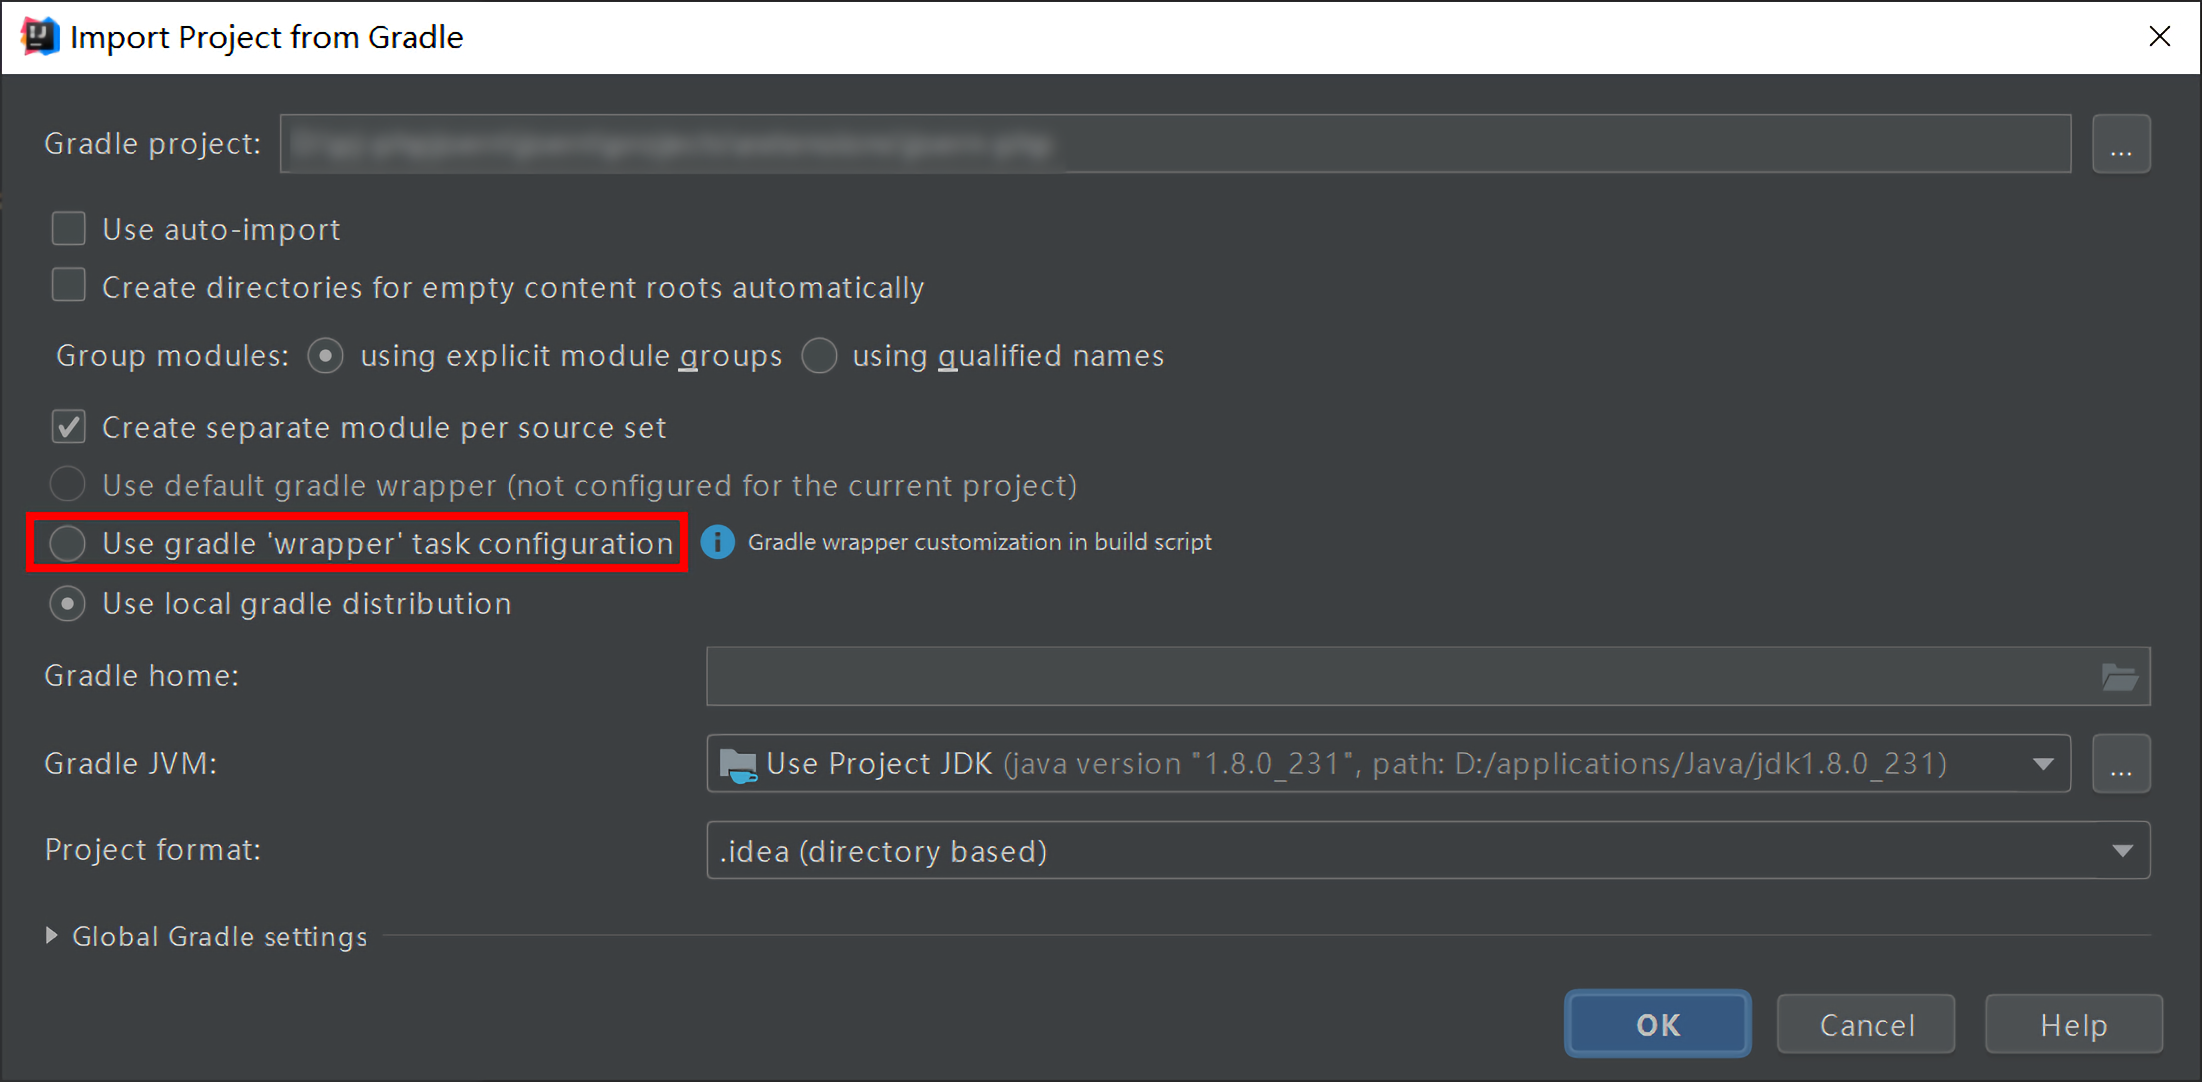 IJ
Import Project from Gradle
Gradle project:
...
Use auto-import
Create directories for empty content roots automatically
Group modules: using explicit module groups using qualified names
Create separate module per source set
Use default gradle wrapper (not configured for the current project)
Use gradle 'wrapper' task configuration Gradle wrapper customization in build script
Use local gradle distribution
Gradle home:
Gradle JVM: Use Project JDK (java version "1.8.0_231", path: D:/applications/Java/jdk1.8.0_231) ...
Project format: .idea (directory based)
Global Gradle settings
OK Cancel Help